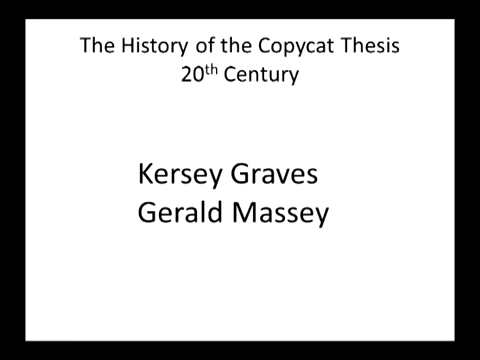 The History of the Copycat Thesis
20th Century
Kersey Graves
Gerald Massey